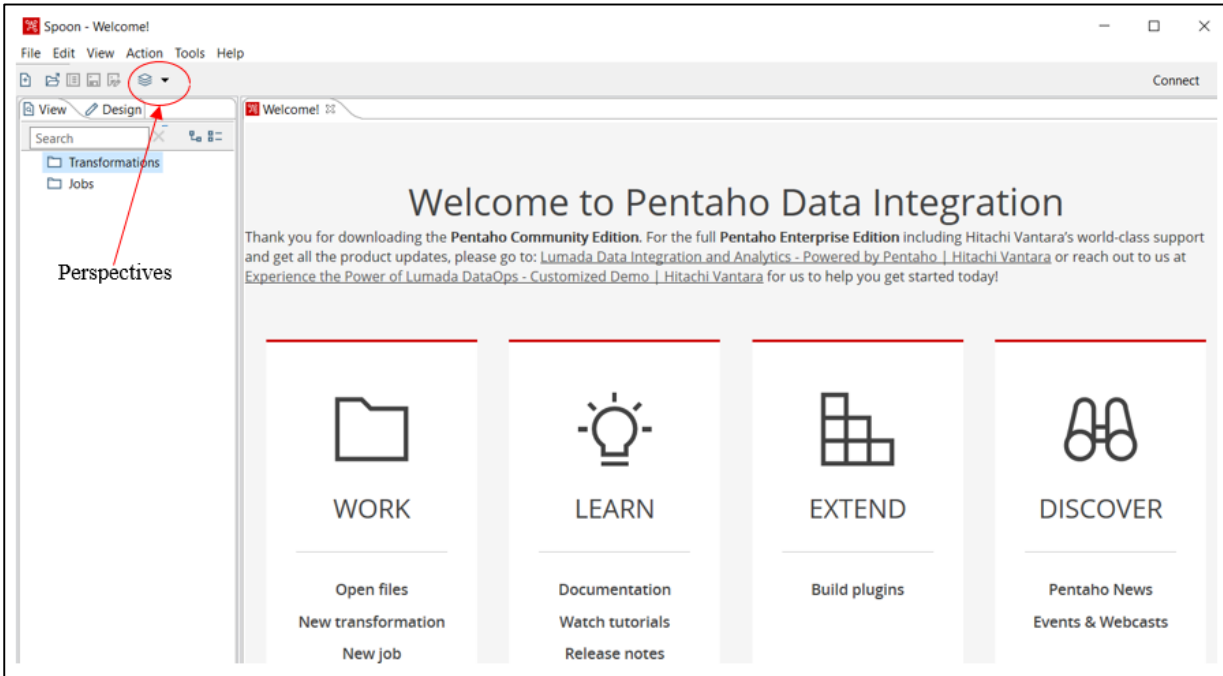 Spoon - Welcome!
File Edit View Action Tools Help
Connect
View Design
Welcome!
Search
Transformations
Jobs
Perspectives
Welcome to Pentaho Data Integration
Thank you for downloading the Pentaho Community Edition. For the full Pentaho Enterprise Edition including Hitachi Vantara's world-class support
and get all the product updates, please go to: Lumada Data Integration and Analytics - Powered by Pentaho | Hitachi Vantara or reach out to us at
Experience the Power of Lumada DataOps - Customized Demo | Hitachi Vantara for us to help you get started today!
WORK
Open files
New transformation
New job
LEARN
Documentation
Watch tutorials
Release notes
EXTEND
Build plugins
DISCOVER
Pentaho News
Events & Webcasts